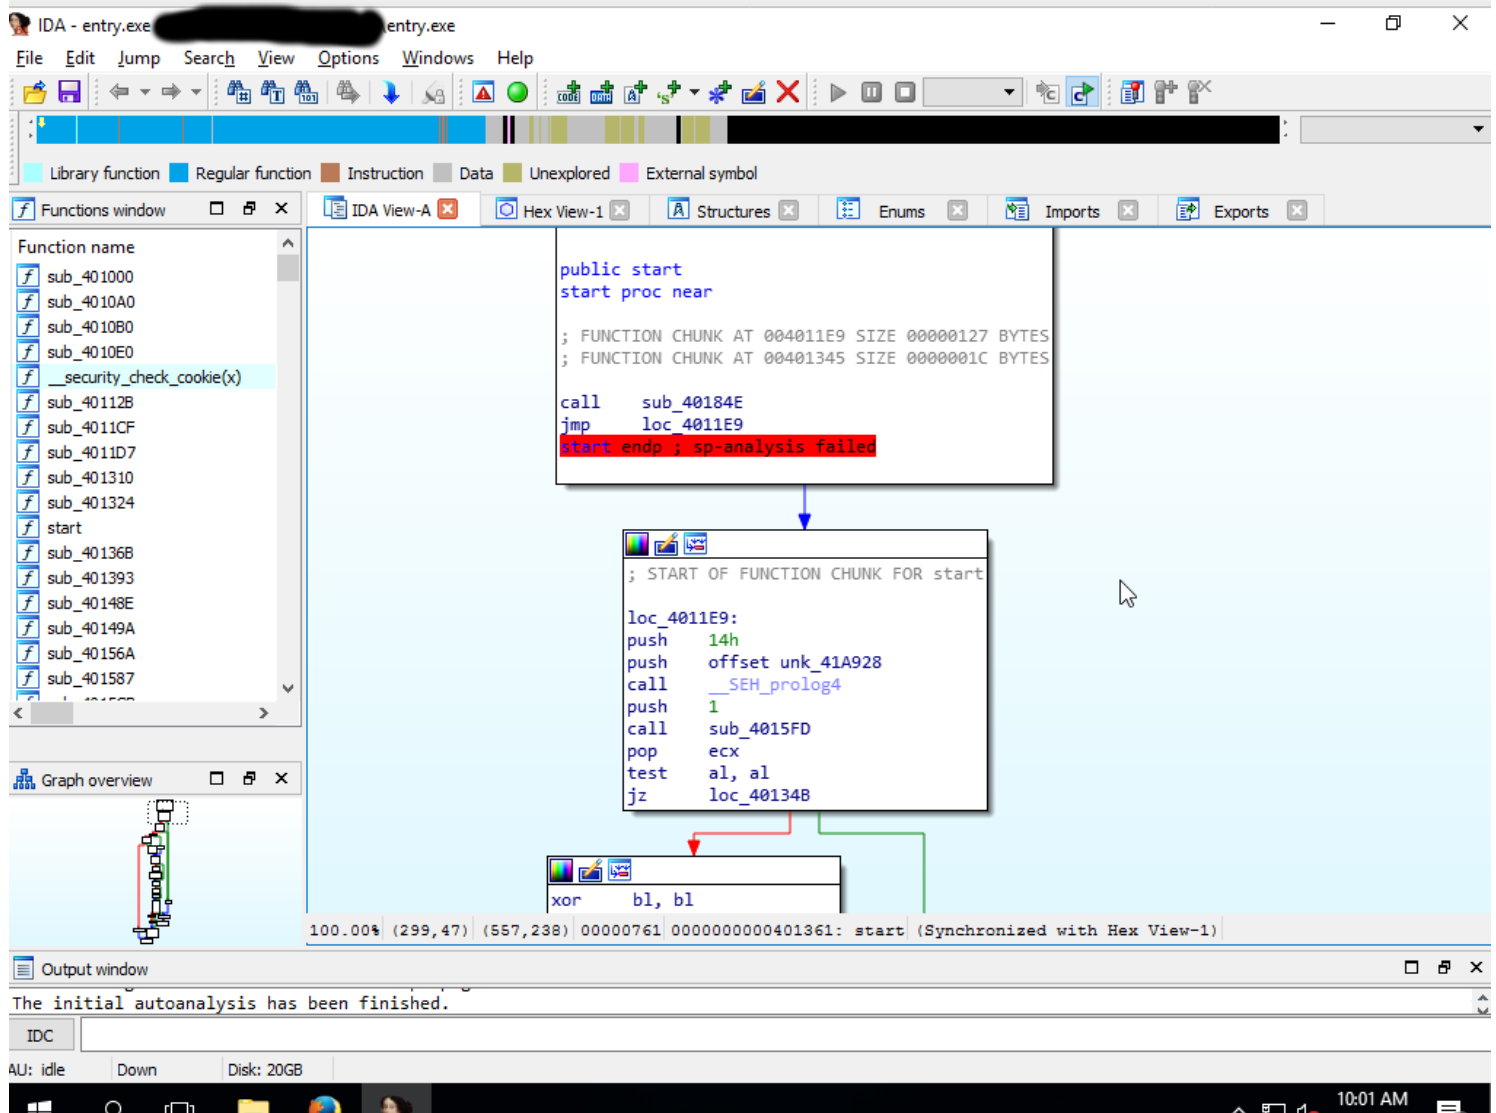 IDA - entry.exe entry.exe
File Edit Jump Search View Options Windows Help
Library function Regular function Instruction Data Unexplored External symbol
Functions window
IDA View-A Hex View-1 Structures Enums Imports Exports
Function name
sub_401000
sub_4010A0
sub_4010B0
sub_4010E0
__security_check_cookie(x)
sub_40112B
sub_4011CF
sub_4011D7
sub_401310
sub_401324
start
sub_40136B
sub_401393
sub_40148E
sub_40149A
sub_40156A
sub_401587
public start
start proc near
; FUNCTION CHUNK AT 004011E9 SIZE 00000127 BYTES
; FUNCTION CHUNK AT 00401345 SIZE 0000001C BYTES
call sub_40184E
jmp loc_4011E9
start endp ; sp-analysis failed
; START OF FUNCTION CHUNK FOR start
loc_4011E9:
push 14h
push offset unk_41A928
call __SEH_prolog4
push 1
call sub_4015FD
pop ecx
test al, al
jz loc_40134B
xor bl, bl
Graph overview
100.00% (299,47) (557,238) 00000761 0000000000401361: start (Synchronized with Hex View-1)
Output window
The initial autoanalysis has been finished.
IDC
AU: idle Down Disk: 20GB
10:01 AM